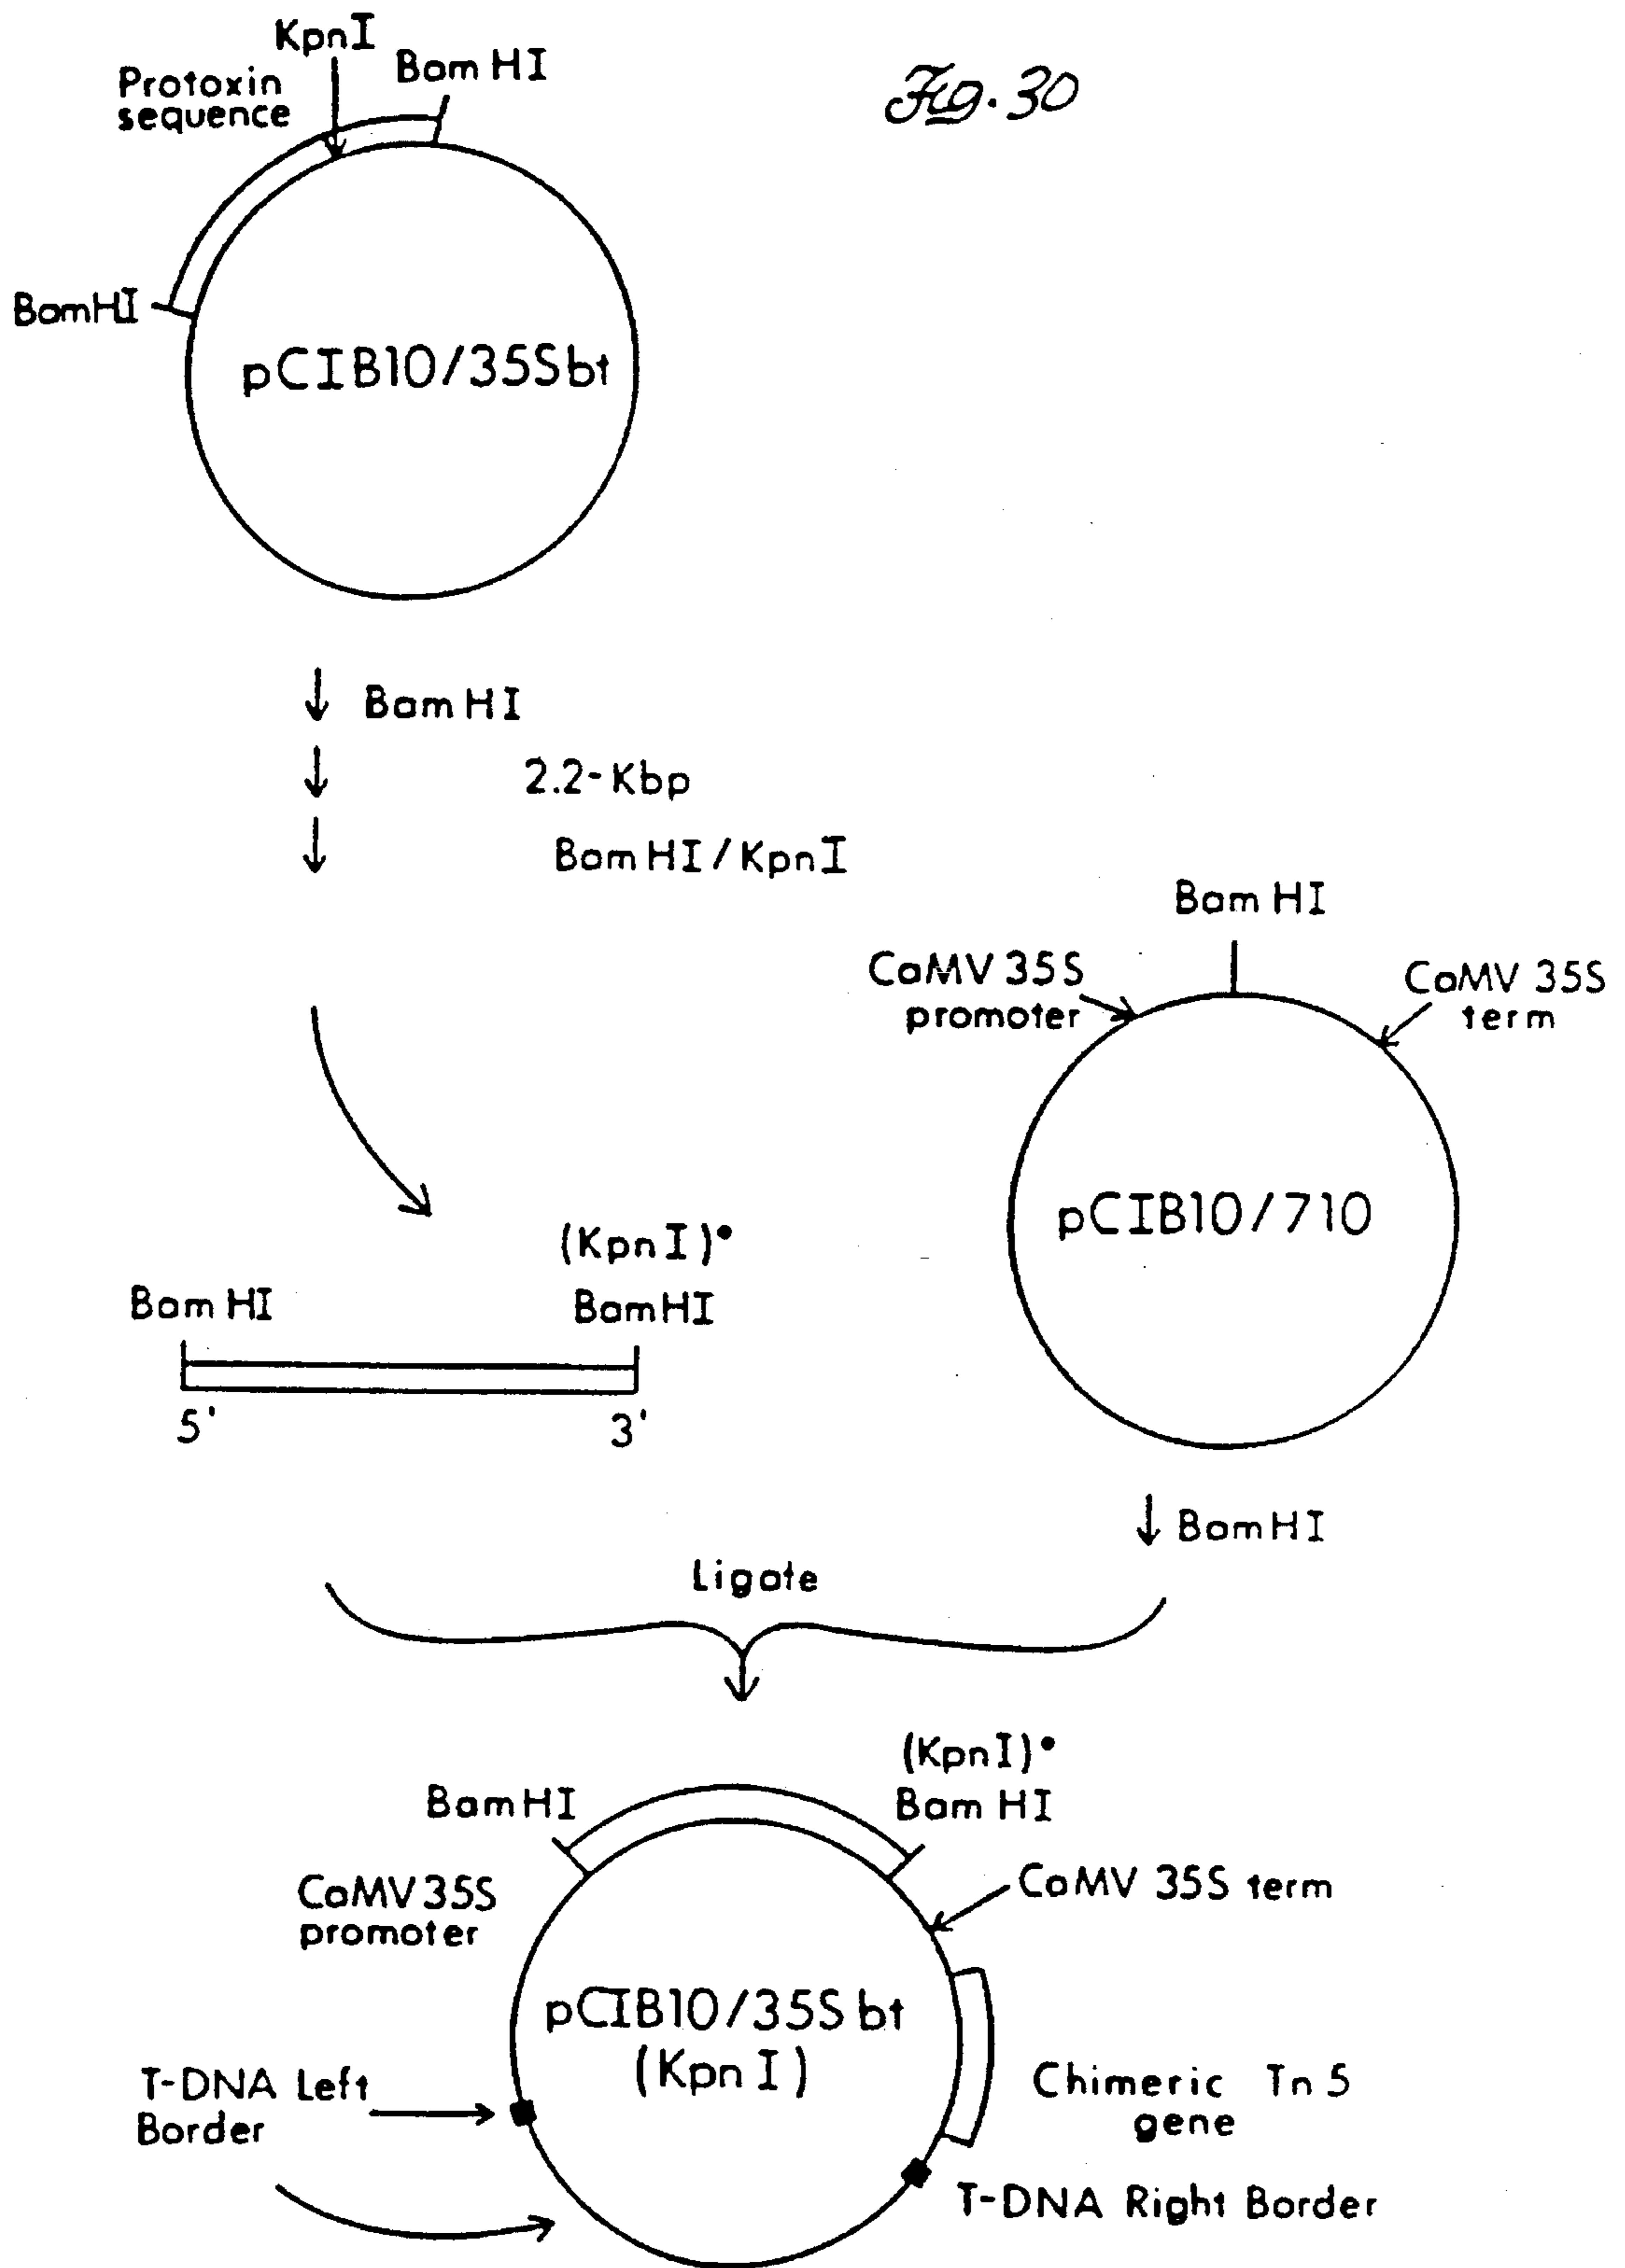 Fig. 30
KpnI
Bam HI
Protoxin
sequence
BamHI
pCIB10/35Sbt
Bam HI
2.2-Kbp
Bam HI/KpnI
Bam HI
CaMV 35S
promoter
CaMV 35S
term
pCIB10/710
(KpnI)•
Bam HI
BamHI
5'
3'
BamHI
Ligate
(KpnI)•
BamHI
Bam HI
CaMV 35S
promoter
CaMV 35S term
pCIB10/35S bt
(Kpn I)
T-DNA Left
Border
Chimeric Tn 5
gene
T-DNA Right Border